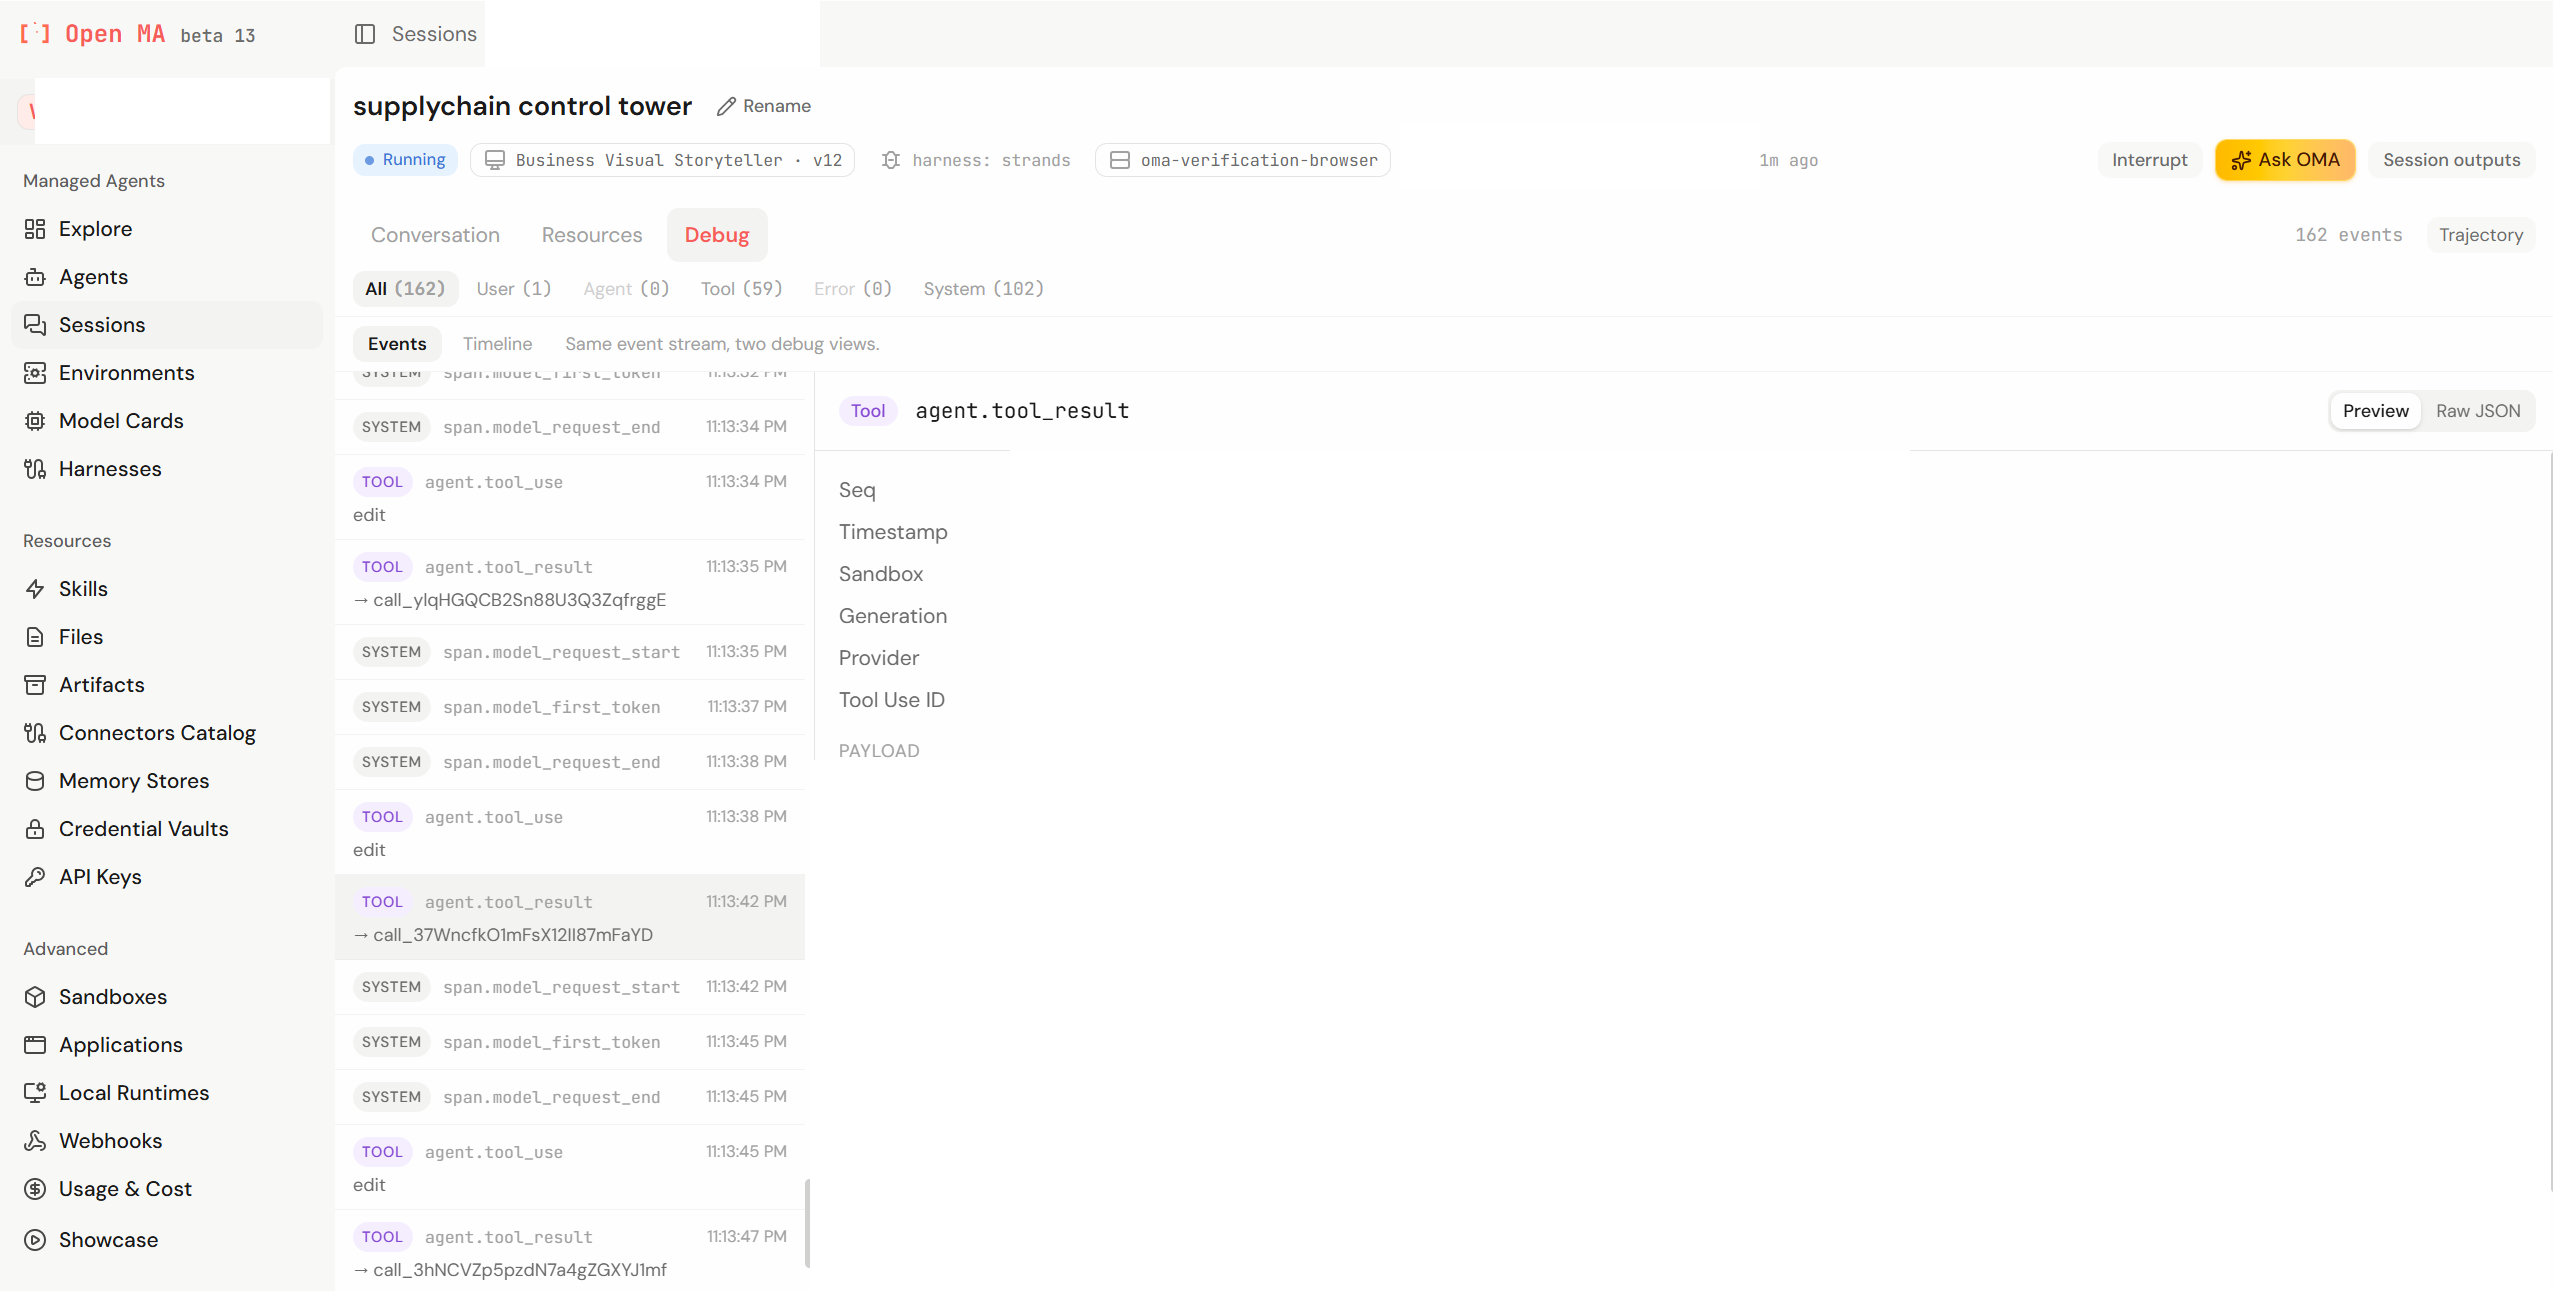 Open MA beta 13
Sessions
supplychain control tower
Rename
Running
Business Visual Storyteller · v12
harness: strands
oma-verification-browser
1m ago
Interrupt
Ask OMA
Session outputs
Managed Agents
Explore
Agents
Sessions
Environments
Model Cards
Harnesses
Resources
Skills
Files
Artifacts
Connectors Catalog
Memory Stores
Credential Vaults
API Keys
Advanced
Sandboxes
Applications
Local Runtimes
Webhooks
Usage & Cost
Showcase
Conversation
Resources
Debug
162 events
Trajectory
All (162)
User (1)
Agent (0)
Tool (59)
Error (0)
System (102)
Events
Timeline
Same event stream, two debug views.
SYSTEM span.model_first_token 11:13:32 PM
SYSTEM span.model_request_end 11:13:34 PM
TOOL agent.tool_use 11:13:34 PM
edit
TOOL agent.tool_result 11:13:35 PM
→ call_ylqHGQCB2Sn88U3Q3ZqfrggE
SYSTEM span.model_request_start 11:13:35 PM
SYSTEM span.model_first_token 11:13:37 PM
SYSTEM span.model_request_end 11:13:38 PM
TOOL agent.tool_use 11:13:38 PM
edit
TOOL agent.tool_result 11:13:42 PM
→ call_37WncfkO1mFsX12ll87mFaYD
SYSTEM span.model_request_start 11:13:42 PM
SYSTEM span.model_first_token 11:13:45 PM
SYSTEM span.model_request_end 11:13:45 PM
TOOL agent.tool_use 11:13:45 PM
edit
TOOL agent.tool_result 11:13:47 PM
→ call_3hNCVZp5pzdN7a4gZGXYJ1mf
Tool agent.tool_result
Preview
Raw JSON
Seq
Timestamp
Sandbox
Generation
Provider
Tool Use ID
PAYLOAD